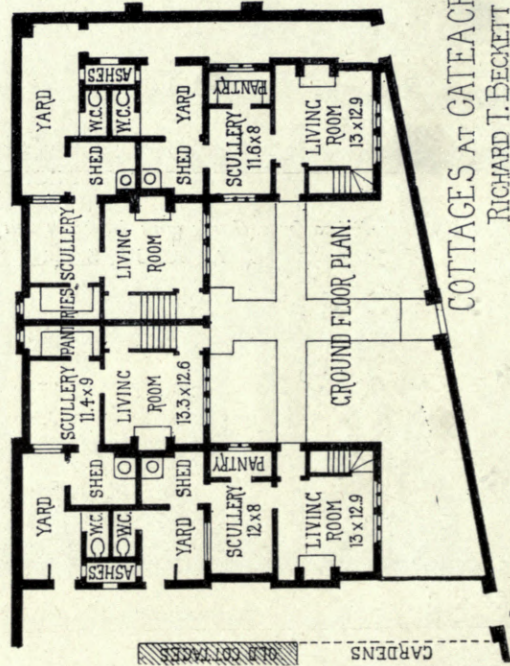 COTTAGES AT GATEACR
RICHARD T. BECKETT
GROUND FLOOR PLAN.
YARD
ASHES
W.C.
W.C.
YARD
SHED
SHED
PANTRY
SCULLERY
11.6 x 8
LIVING
ROOM
13 x 12.9
SCULLERY
LIVING
ROOM
PANTRIES
SCULLERY
11.4 x 9
LIVING
ROOM
13.3 x 12.6
YARD
SHED
W.C.
W.C.
ASHES
YARD
SHED
PANTRY
SCULLERY
12 x 8
LIVING
ROOM
13 x 12.9
OLD COTTAGES
GARDENS